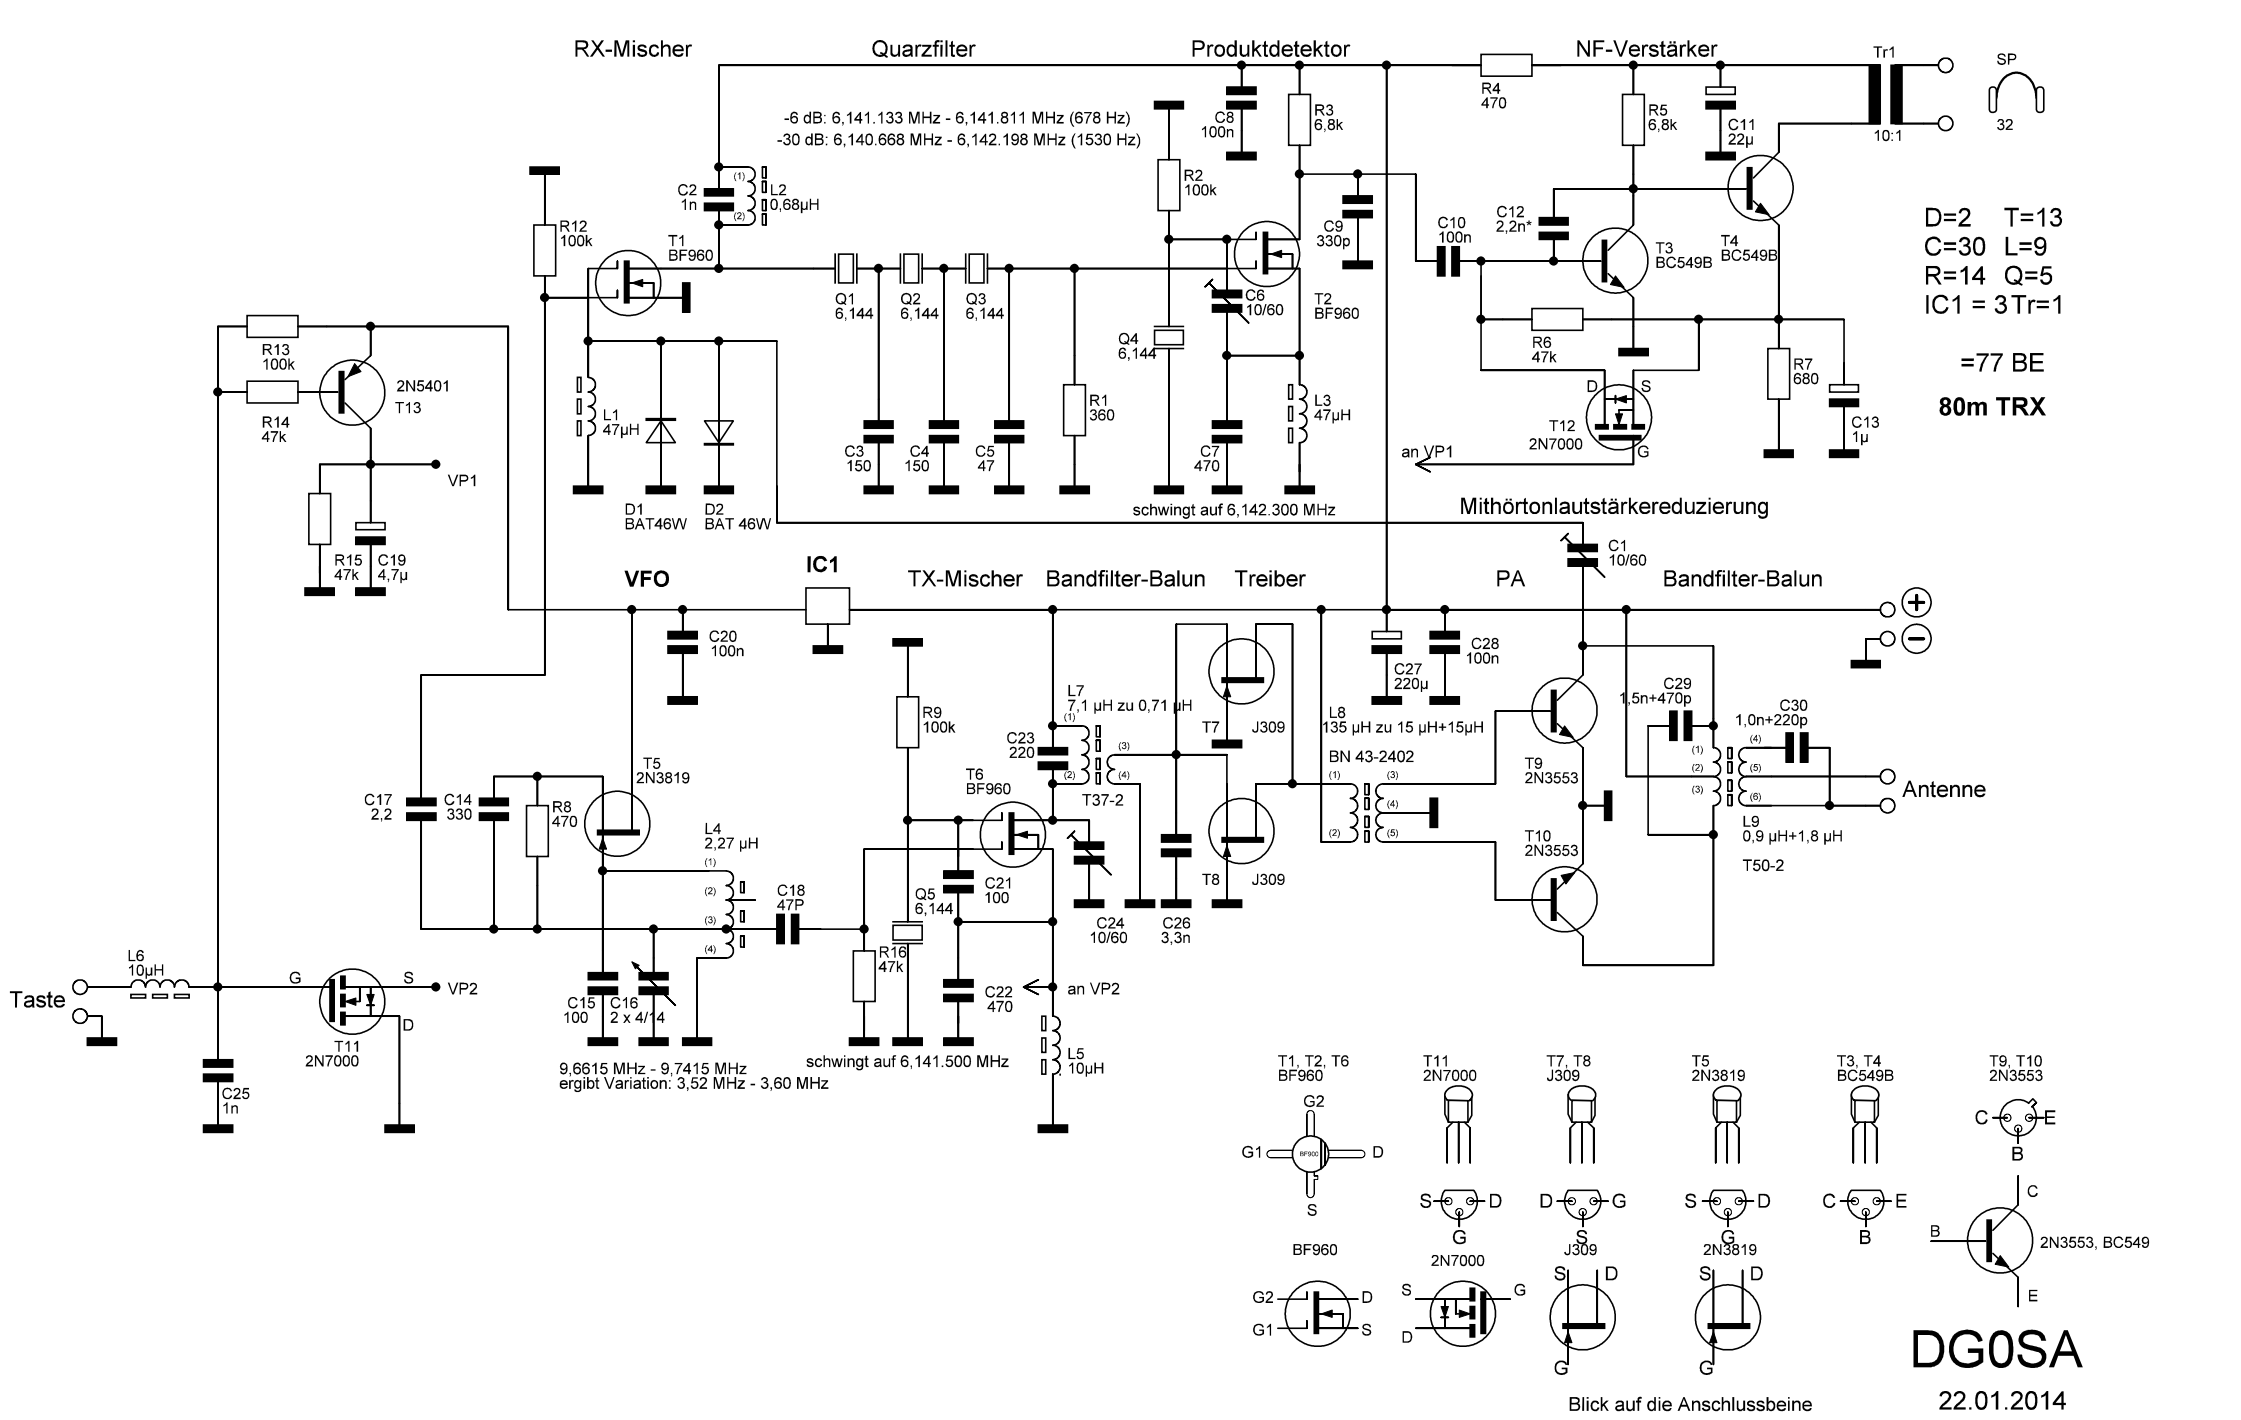 RX-Mischer
Quarzfilter
Produktdetektor
NF-Verstärker
-6 dB: 6,141.133 MHz - 6,141.811 MHz (678 Hz)
-30 dB: 6,140.668 MHz - 6,142.198 MHz (1530 Hz)
R4
470
Tr1
10:1
SP
32
C8
100n
R3
6,8k
R5
6,8k
C11
22µ
R2
100k
C2
1n
(1)
(2)
L2
0,68µH
R12
100k
T1
BF960
C9
330p
C10
100n
C12
2,2n*
T3
BC549B
T4
BC549B
D=2 T=13
C=30 L=9
R=14 Q=5
IC1 = 3 Tr=1
=77 BE
80m TRX
Q1
6,144
Q2
6,144
Q3
6,144
C6
10/60
T2
BF960
Q4
6,144
R13
100k
R14
47k
2N5401
T13
L1
47µH
R1
360
L3
47µH
R6
47k
R7
680
D
S
G
T12
2N7000
C13
1µ
C3
150
C4
150
C5
47
C7
470
an VP1
VP1
D1
BAT46W
D2
BAT 46W
schwingt auf 6,142.300 MHz
Mithörtonlautstärkereduzierung
R15
47k
C19
4,7µ
C1
10/60
VFO
IC1
TX-Mischer
Bandfilter-Balun
Treiber
PA
Bandfilter-Balun
+
−
C20
100n
C27
220µ
C28
100n
L7
7,1 µH zu 0,71 µH
(1)
(2)
(3)
(4)
T37-2
R9
100k
C23
220
T7
J309
L8
135 µH zu 15 µH+15µH
BN 43-2402
(1)
(2)
(3)
(4)
(5)
T9
2N3553
C29
1,5n+470p
C30
1,0n+220p
(1)
(2)
(3)
(4)
(5)
(6)
Antenne
L9
0,9 µH+1,8 µH
T50-2
T10
2N3553
C17
2,2
C14
330
R8
470
T5
2N3819
L4
2,27 µH
(1)
(2)
(3)
(4)
C18
47P
T6
BF960
Q5
6,144
C21
100
C24
10/60
C26
3,3n
T8
J309
R16
47k
L6
10µH
Taste
G
S
D
VP2
T11
2N7000
C15
100
C16
2 x 4/14
C22
470
an VP2
L5
10µH
C25
1n
9,6615 MHz - 9,7415 MHz
ergibt Variation: 3,52 MHz - 3,60 MHz
schwingt auf 6,141.500 MHz
T1, T2, T6
BF960
T11
2N7000
T7, T8
J309
T5
2N3819
T3, T4
BC549B
T9, T10
2N3553
G2
G1
BF900
D
S
S
D
G
D
G
S
S
D
G
C
E
B
C
E
B
BF960
G2
G1
D
S
2N7000
S
D
G
J309
S
D
G
2N3819
S
D
G
C
B
E
2N3553, BC549
DG0SA
22.01.2014
Blick auf die Anschlussbeine